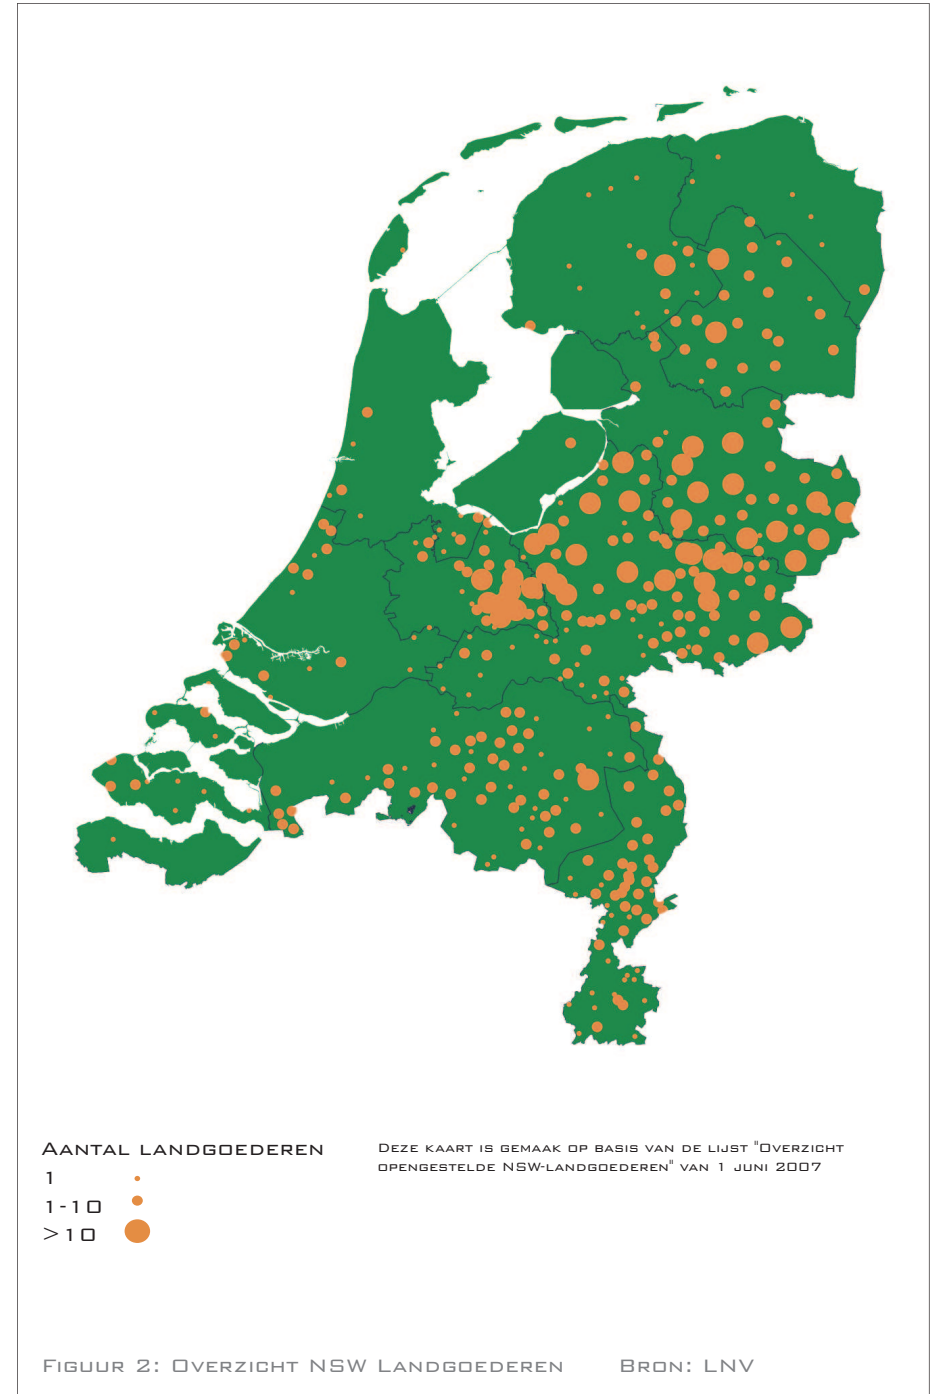 Aantal landgoederen
1
1-10
>10
Deze kaart is gemaak op basis van de lijst "Overzicht
opengestelde NSW-landgoederen" van 1 juni 2007
Figuur 2: Overzicht NSW Landgoederen Bron: LNV